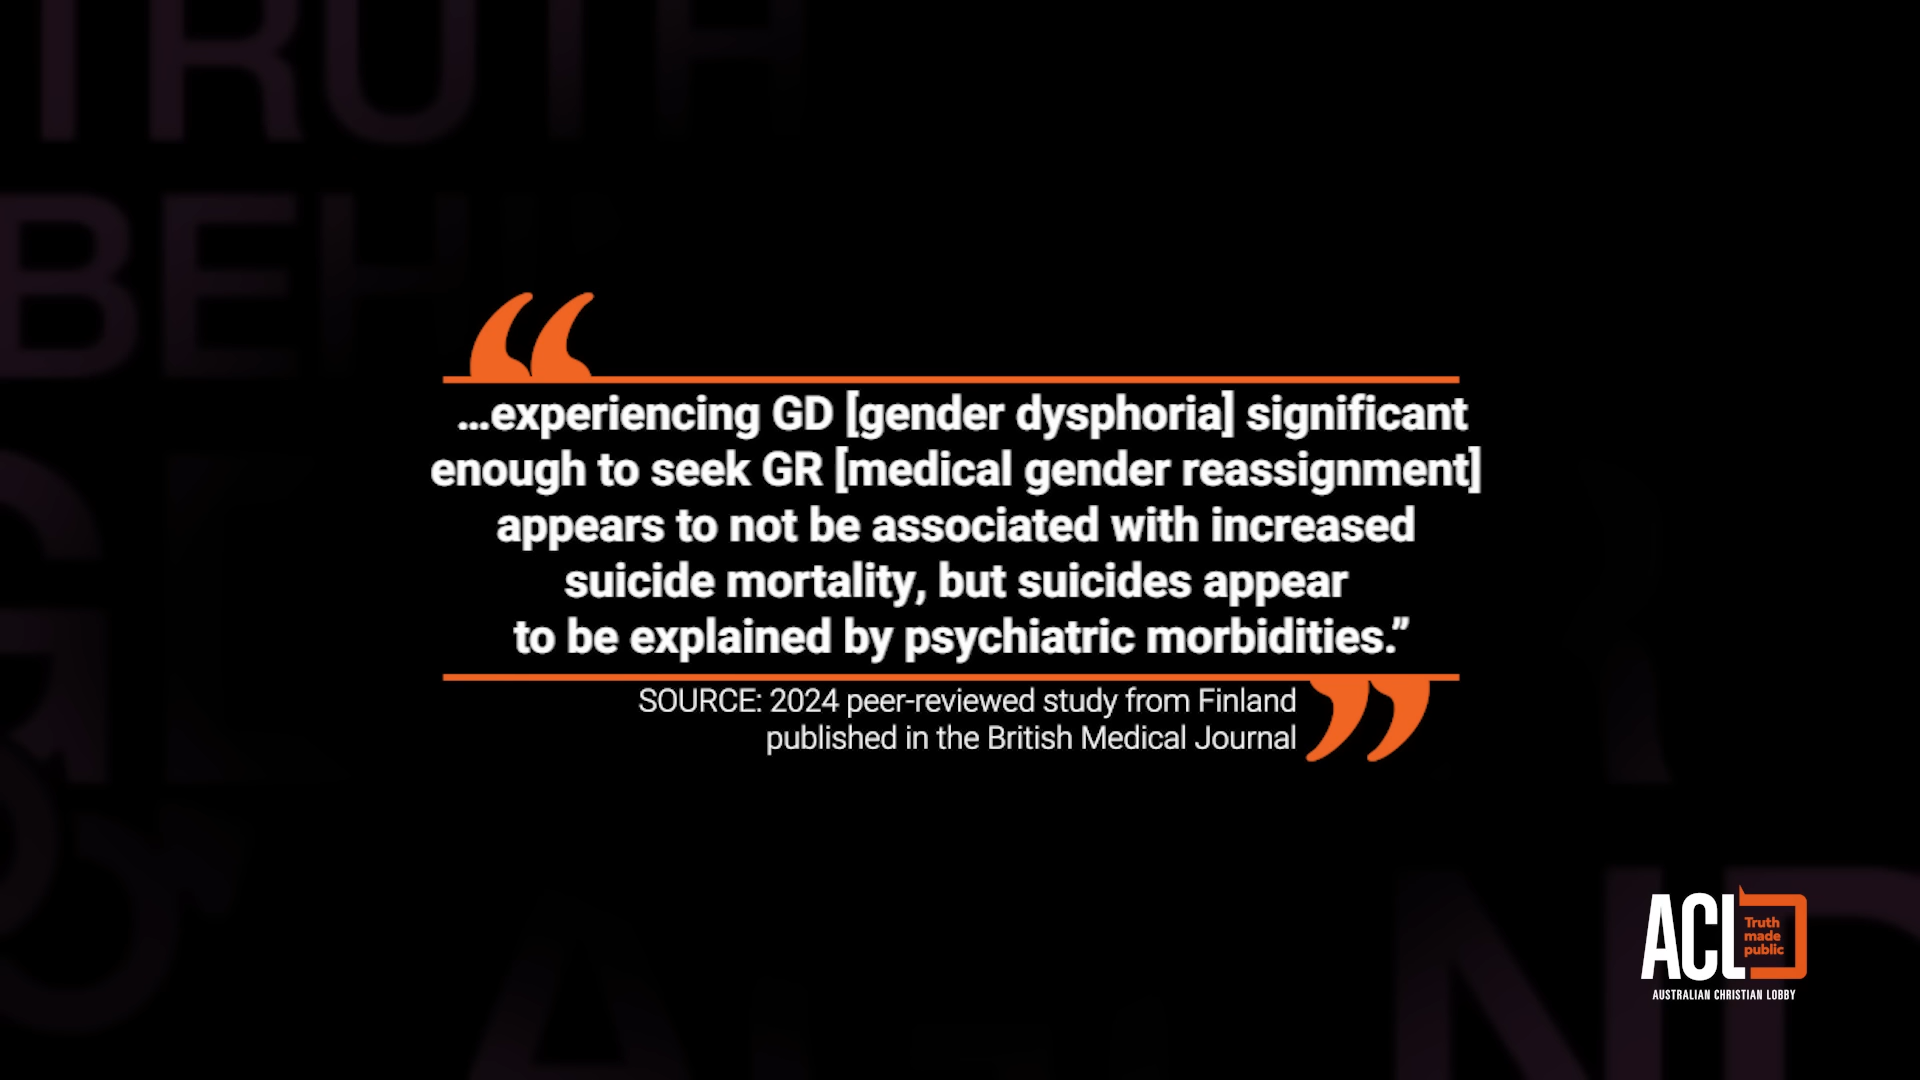 TRUTH
BEHI
…experiencing GD [gender dysphoria] significant
enough to seek GR [medical gender reassignment]
appears to not be associated with increased
suicide mortality, but suicides appear
to be explained by psychiatric morbidities.”
SOURCE: 2024 peer-reviewed study from Finland
published in the British Medical Journal
ACL
Truth
made
public
AUSTRALIAN CHRISTIAN LOBBY